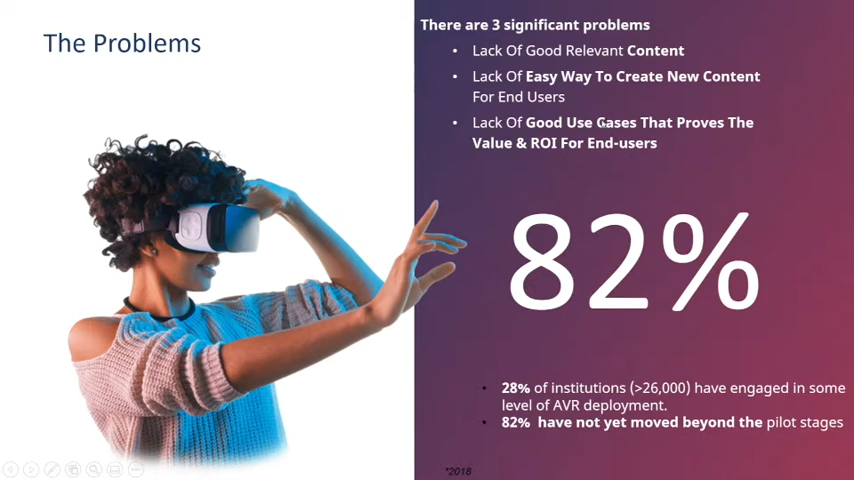 The Problems
There are 3 significant problems
• Lack Of Good Relevant Content
• Lack Of Easy Way To Create New Content
For End Users
• Lack Of Good Use Cases That Proves The
Value & ROI For End-users
82%
• 28% of institutions (>26,000) have engaged in some
level of AVR deployment.
• 82% have not yet moved beyond the pilot stages
*2018